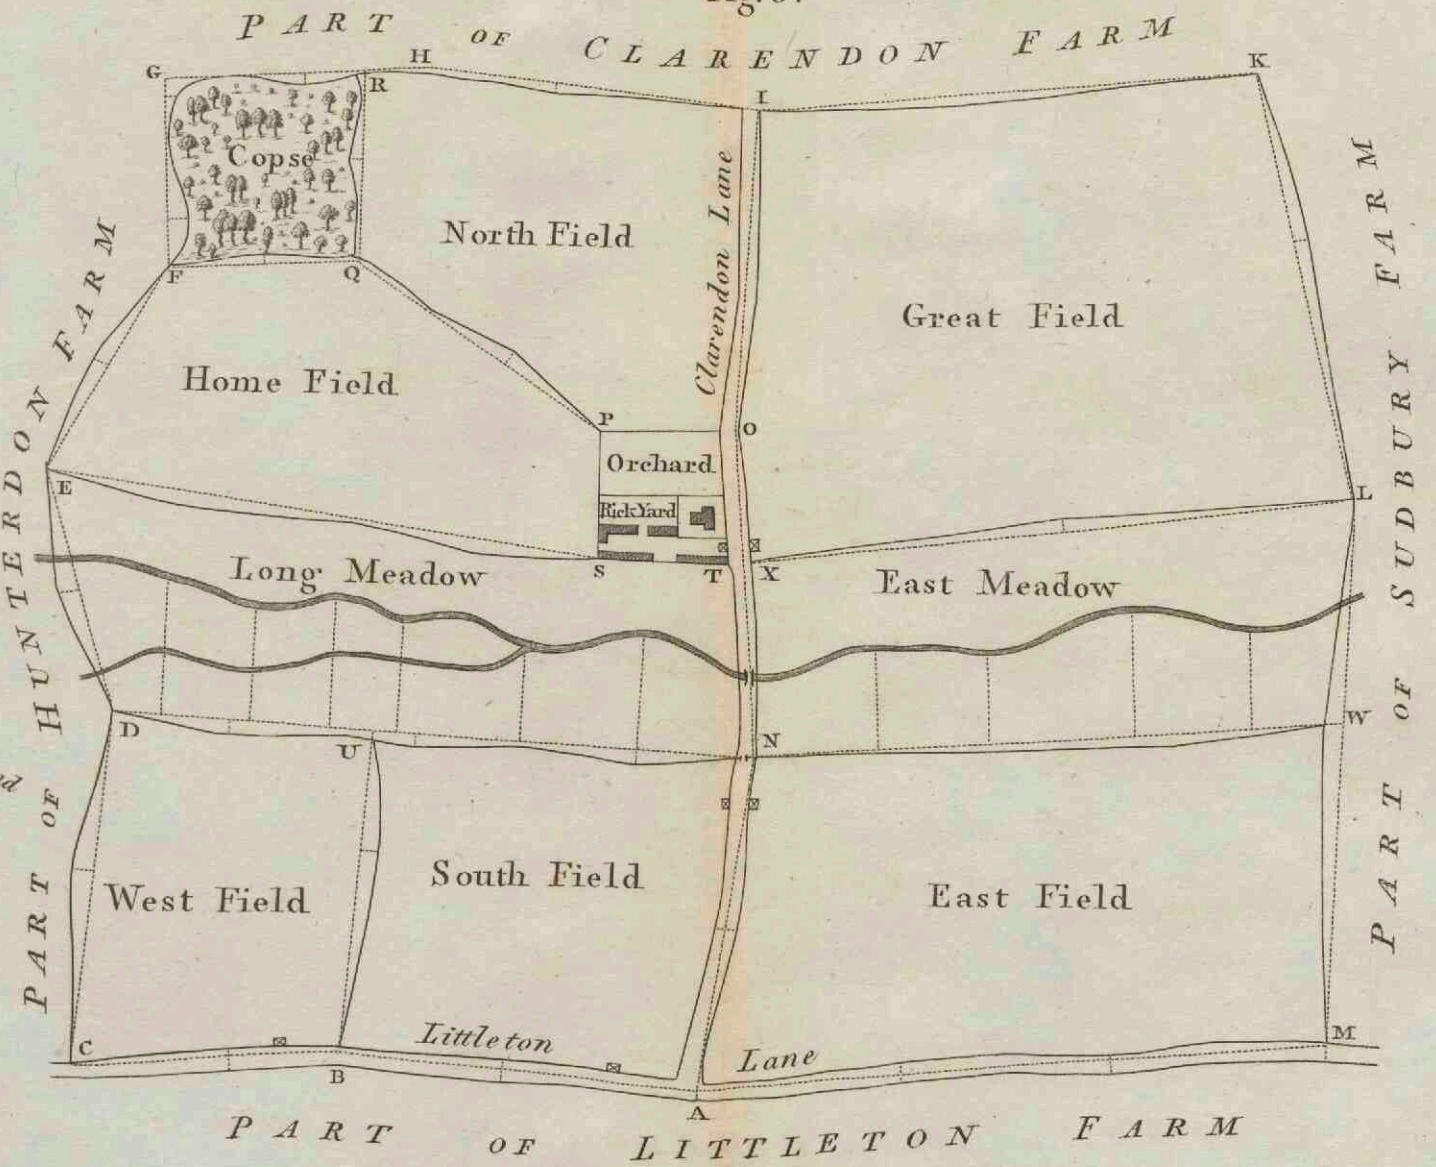 PART OF CLARENDON FARM
G
H
R
I
K
Copse
Clarendon Lane
North Field
Great Field
F
Q
Home Field
P
O
Orchard
Rick Yard
E
L
S
T
X
Long Meadow
East Meadow
D
U
N
W
West Field
South Field
East Field
C
B
Littleton Lane
A
M
PART OF HUNTERDON FARM
PART OF SUDBURY FARM
PART OF LITTLETON FARM